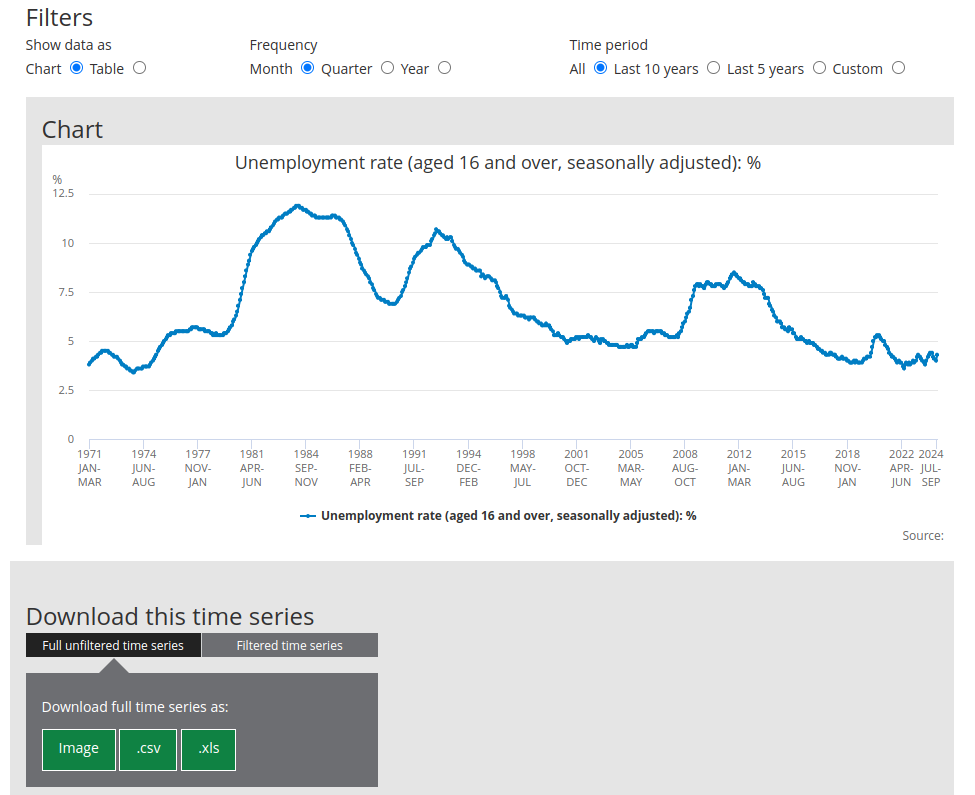 Filters
Show data as Frequency Time period
Chart Table Month Quarter Year All Last 10 years Last 5 years Custom
Chart
Unemployment rate (aged 16 and over, seasonally adjusted): %
%
12.5
10
7.5
5
2.5
0
1971 1974 1977 1981 1984 1988 1991 1994 1998 2001 2005 2008 2012 2015 2018 2022 2024
JAN- JUN- NOV- APR- SEP- FEB- JUL- DEC- MAY- OCT- MAR- AUG- JAN- JUN- NOV- APR- JUL-
MAR AUG JAN JUN NOV APR SEP FEB JUL DEC MAY OCT MAR AUG JAN JUN SEP
Unemployment rate (aged 16 and over, seasonally adjusted): %
Source:
Download this time series
Full unfiltered time series Filtered time series
Download full time series as:
Image .csv .xls